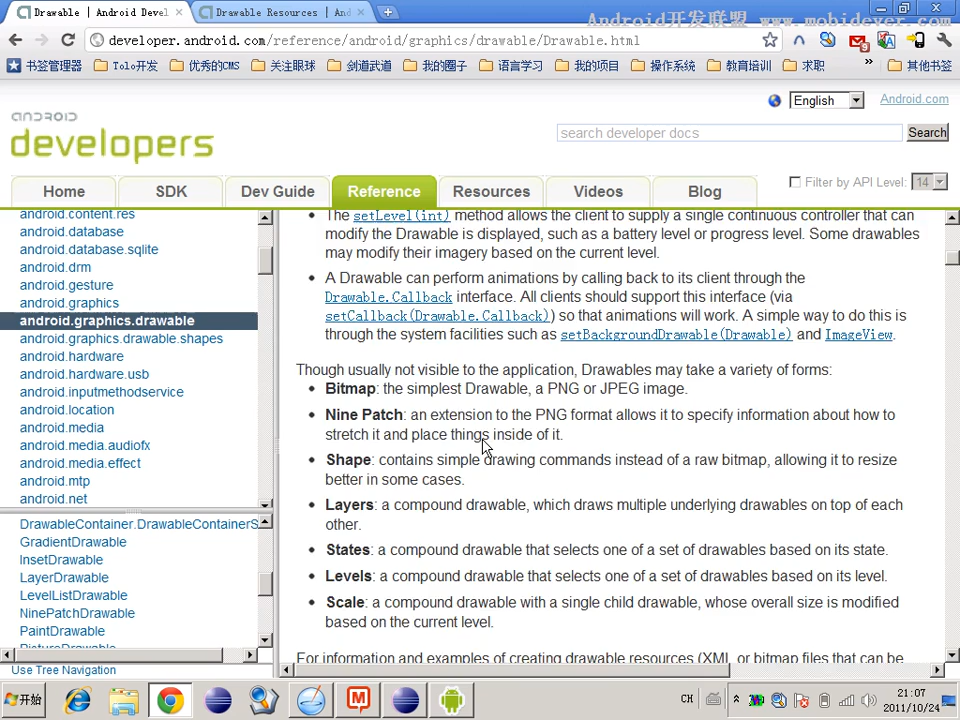 Drawable | Android Devel
Drawable Resources | And
Android开发联盟 www.mobidever.com
developer.android.com/reference/android/graphics/drawable/Drawable.html
书签管理器
Tolo开发
优秀的CMS
关注眼球
剑道武道
我的圈子
语言学习
我的项目
操作系统
教育培训
求职
»
其他书签
English
Android.com
android
developers
search developer docs
Search
Home
SDK
Dev Guide
Reference
Resources
Videos
Blog
Filter by API Level: 14
android.content.res
android.database
android.database.sqlite
android.drm
android.gesture
android.graphics
android.graphics.drawable
android.graphics.drawable.shapes
android.hardware
android.hardware.usb
android.inputmethodservice
android.location
android.media
android.media.audiofx
android.media.effect
android.mtp
android.net
DrawableContainer.DrawableContainerS
GradientDrawable
InsetDrawable
LayerDrawable
LevelListDrawable
NinePatchDrawable
PaintDrawable
PictureDrawable
Use Tree Navigation
• The setLevel(int) method allows the client to supply a single continuous controller that can
modify the Drawable is displayed, such as a battery level or progress level. Some drawables
may modify their imagery based on the current level.
• A Drawable can perform animations by calling back to its client through the
Drawable.Callback interface. All clients should support this interface (via
setCallback(Drawable.Callback)) so that animations will work. A simple way to do this is
through the system facilities such as setBackgroundDrawable(Drawable) and ImageView.
Though usually not visible to the application, Drawables may take a variety of forms:
• Bitmap: the simplest Drawable, a PNG or JPEG image.
• Nine Patch: an extension to the PNG format allows it to specify information about how to
stretch it and place things inside of it.
• Shape: contains simple drawing commands instead of a raw bitmap, allowing it to resize
better in some cases.
• Layers: a compound drawable, which draws multiple underlying drawables on top of each
other.
• States: a compound drawable that selects one of a set of drawables based on its state.
• Levels: a compound drawable that selects one of a set of drawables based on its level.
• Scale: a compound drawable with a single child drawable, whose overall size is modified
based on the current level.
For information and examples of creating drawable resources (XML or bitmap files that can be
开始
CH
21:07
2011/10/24